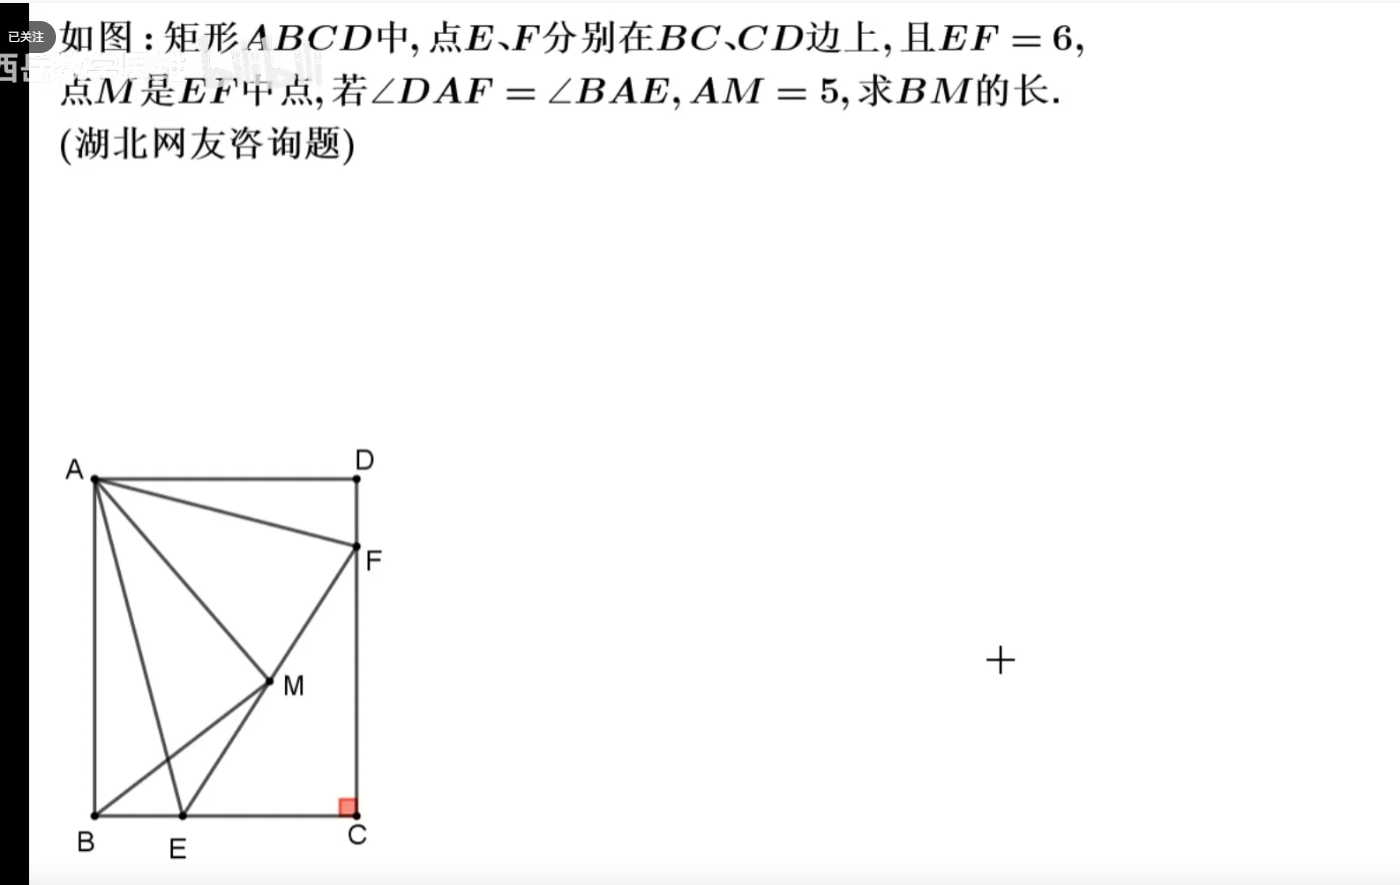 已关注
如图：矩形ABCD中，点E、F分别在BC、CD边上，且EF = 6,
点M是EF中点，若∠DAF = ∠BAE, AM = 5, 求BM的长.
(湖北网友咨询题)
A
D
F
M
B
E
C